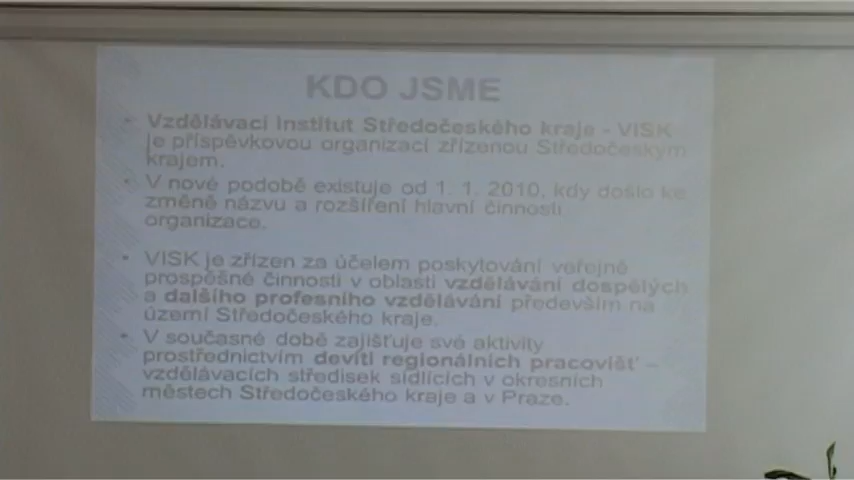 KDO JSME
• Vzdělávací Institut Středočeského kraje - VISK
je příspěvkovou organizací zřízenou Středočeským
krajem.
• V nové podobě existuje od 1. 1. 2010, kdy došlo ke
změně názvu a rozšíření hlavní činnosti
organizace.
• VISK je zřízen za účelem poskytování veřejně
prospěšné činnosti v oblasti vzdělávání dospělých
a dalšího profesního vzdělávání především na
území Středočeského kraje.
• V současné době zajišťuje své aktivity
prostřednictvím devíti regionálních pracovišť –
vzdělávacích středisek sídlících v okresních
městech Středočeského kraje a v Praze.